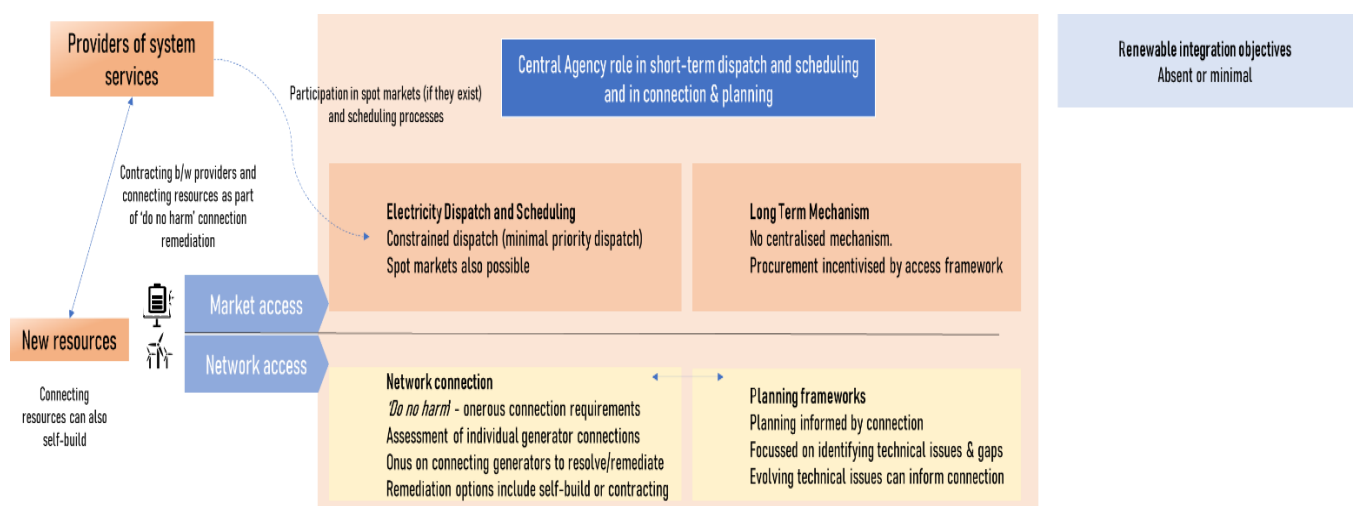 Providers of system
services
Participation in spot markets (if they exist)
and scheduling processes
Central Agency role in short-term dispatch and scheduling
and in connection & planning
Renewable integration objectives
Absent or minimal
Contracting b/w providers and
connecting resources as part
of 'do no harm' connection
remediation
Electricity Dispatch and Scheduling
Constrained dispatch (minimal priority dispatch)
Spot markets also possible
Long Term Mechanism
No centralised mechanism.
Procurement incentivised by access framework
Market access
New resources
Network access
Connecting
resources can also
self-build
Network connection
'Do no harm' - onerous connection requirements
Assessment of individual generator connections
Onus on connecting generators to resolve/remediate
Remediation options include self-build or contracting
Planning frameworks
Planning informed by connection
Focussed on identifying technical issues & gaps
Evolving technical issues can inform connection